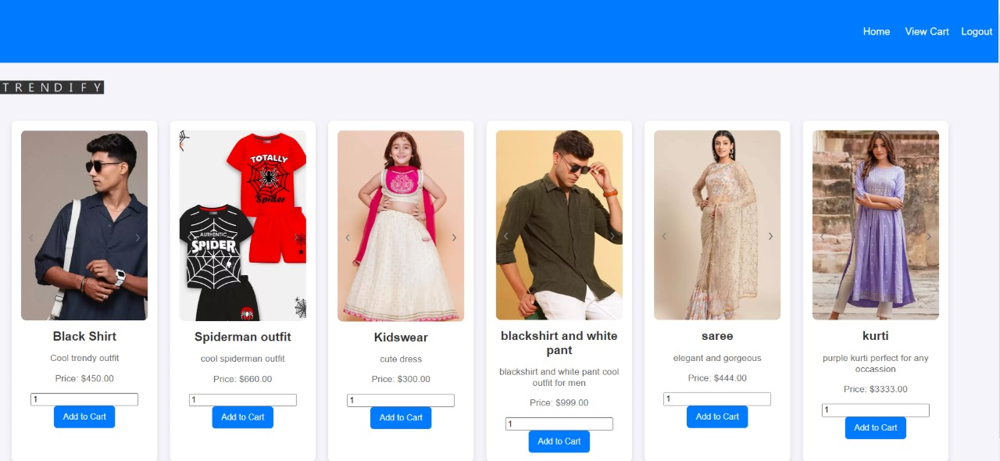 Home View Cart Logout
TRENDIFY
TOTALLY
Spider
AUTHENTIC
SPIDER
Black Shirt
Cool trendy outfit
Price: $450.00
1
Add to Cart
Spiderman outfit
cool spiderman outfit
Price: $660.00
1
Add to Cart
Kidswear
cute dress
Price: $300.00
1
Add to Cart
blackshirt and white
pant
blackshirt and white pant cool
outfit for men
Price: $999.00
1
Add to Cart
saree
elegant and gorgeous
Price: $444.00
1
Add to Cart
kurti
purple kurti perfect for any
occassion
Price: $3333.00
1
Add to Cart